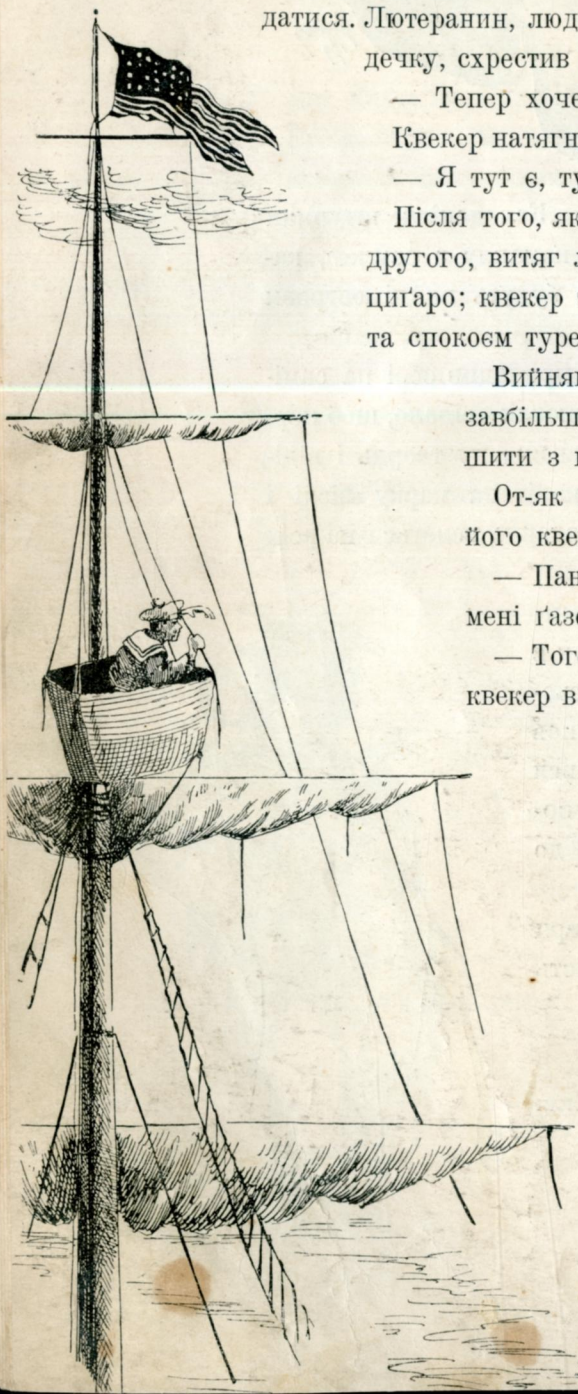 датися. Лютеранин, люд
дечку, схрестив
— Тепер хоче
Квекер натягн
— Я тут є, ту
Після того, як
другого, витяг
циґаро; квекер
та спокоєм туре
Вийняв
завбільш
шити з
От-як
його кве
— Пан
мені ґазе
— Тог
квекер в